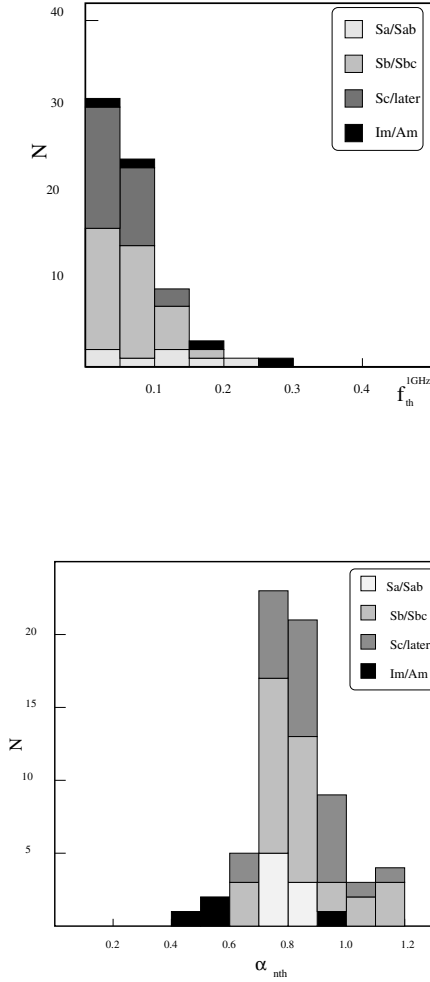 40
Sa/Sab
Sb/Sbc
Sc/later
Im/Am
30
N
20
10
0.1
0.2
0.3
0.4
f th 1GHz
Sa/Sab
Sb/Sbc
Sc/later
Im/Am
20
15
N
10
5
0.2
0.4
0.6
0.8
1.0
1.2
α nth